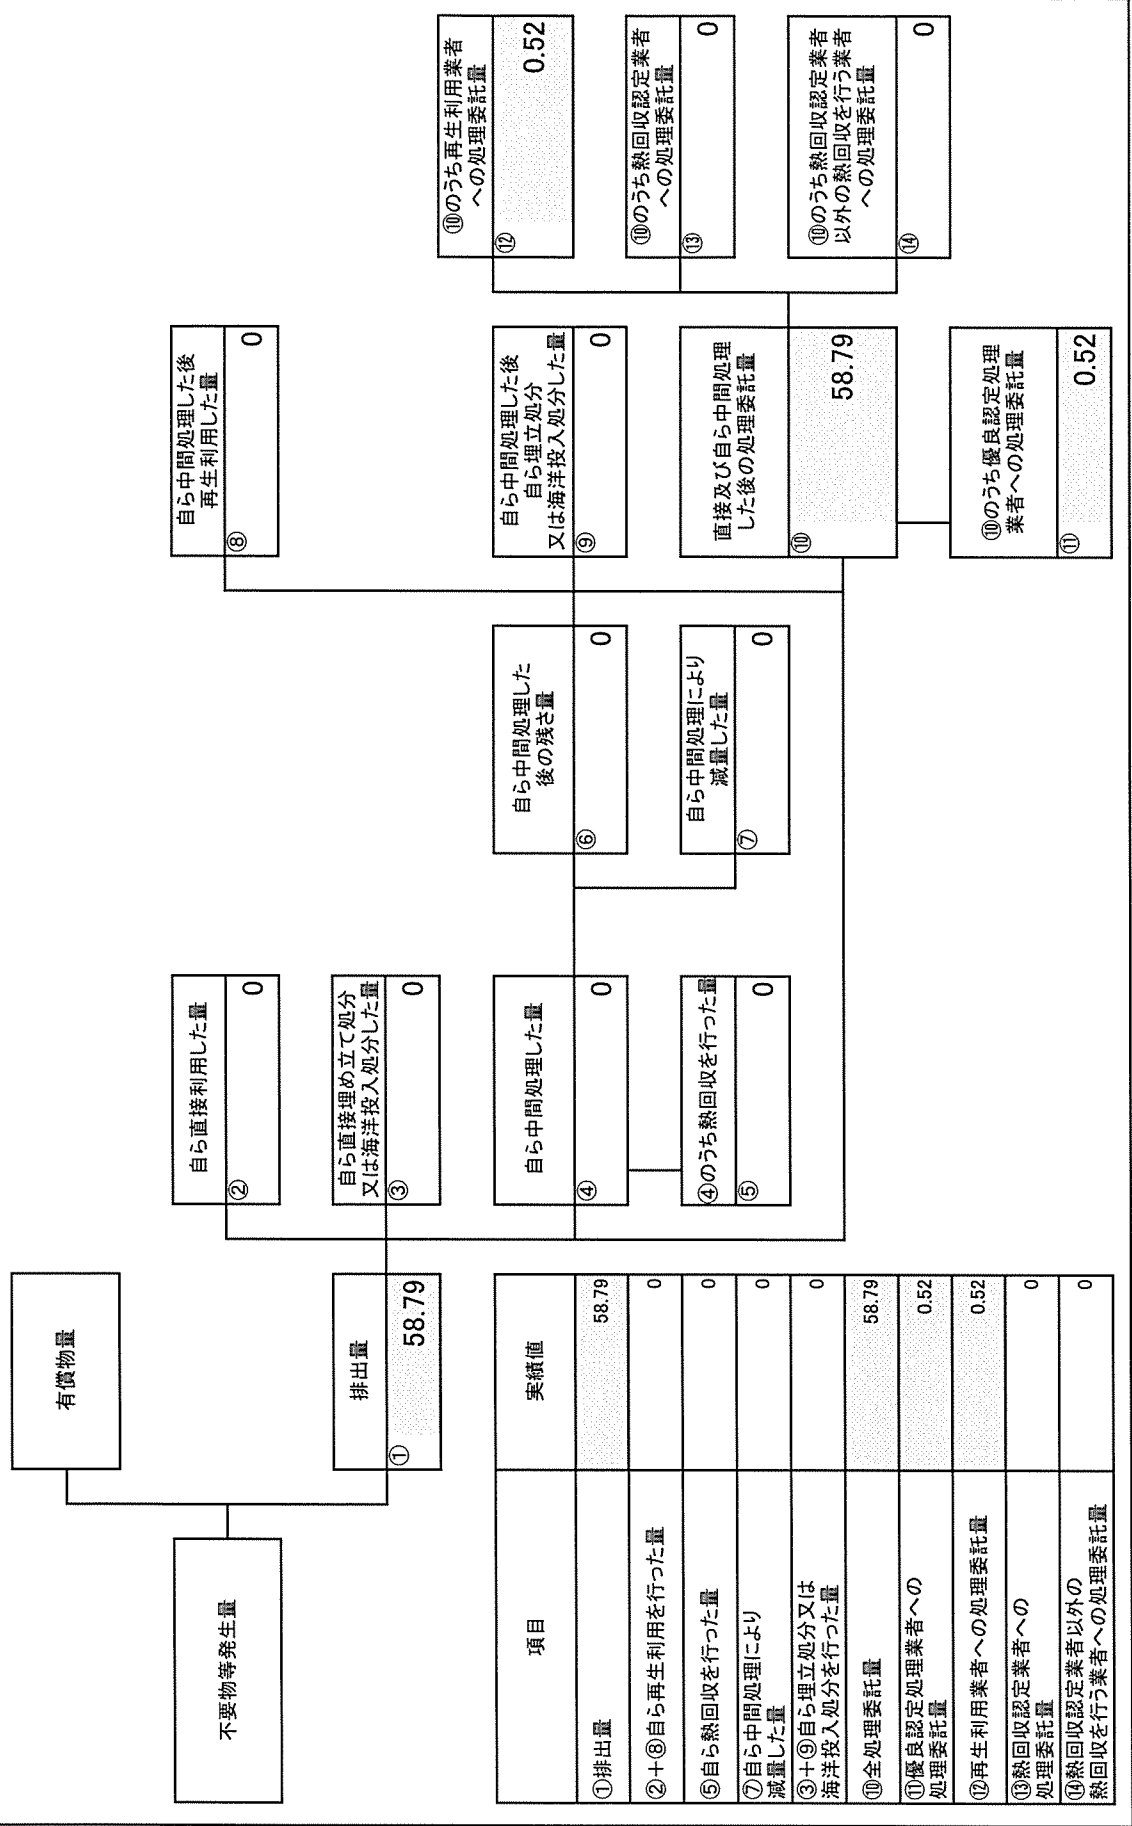 不要物等発生量
有償物量
排出量
①
58.79
自ら直接利用した量
②
0
自ら直接埋め立て処分
又は海洋投入処分した量
③
0
自ら中間処理した量
④
0
④のうち熱回収を行った量
⑤
0
自ら中間処理した
後の残さ量
⑥
0
自ら中間処理により
減量した量
⑦
0
自ら中間処理した後
再生利用した量
⑧
0
自ら中間処理した後
自ら埋立処分
又は海洋投入処分した量
⑨
0
直接及び自ら中間処理
した後の処理委託量
⑩
58.79
⑩のうち優良認定処理
業者への処理委託量
⑪
0.52
⑩のうち再生利用業者
への処理委託量
⑫
0.52
⑩のうち熱回収認定業者
への処理委託量
⑬
0
⑩のうち熱回収認定業者
以外の熱回収を行う業者
への処理委託量
⑭
0
項目 実績値
①排出量 58.79
②+⑧自ら再生利用を行った量 0
⑤自ら熱回収を行った量 0
⑦自ら中間処理により
減量した量 0
③+⑨自ら埋立処分又は
海洋投入処分を行った量 0
⑩全処理委託量 58.79
⑪優良認定処理業者への
処理委託量 0.52
⑫再生利用業者への処理委託量 0.52
⑬熱回収認定業者への
処理委託量 0
⑭熱回収認定業者以外の
熱回収を行う業者への処理委託量 0